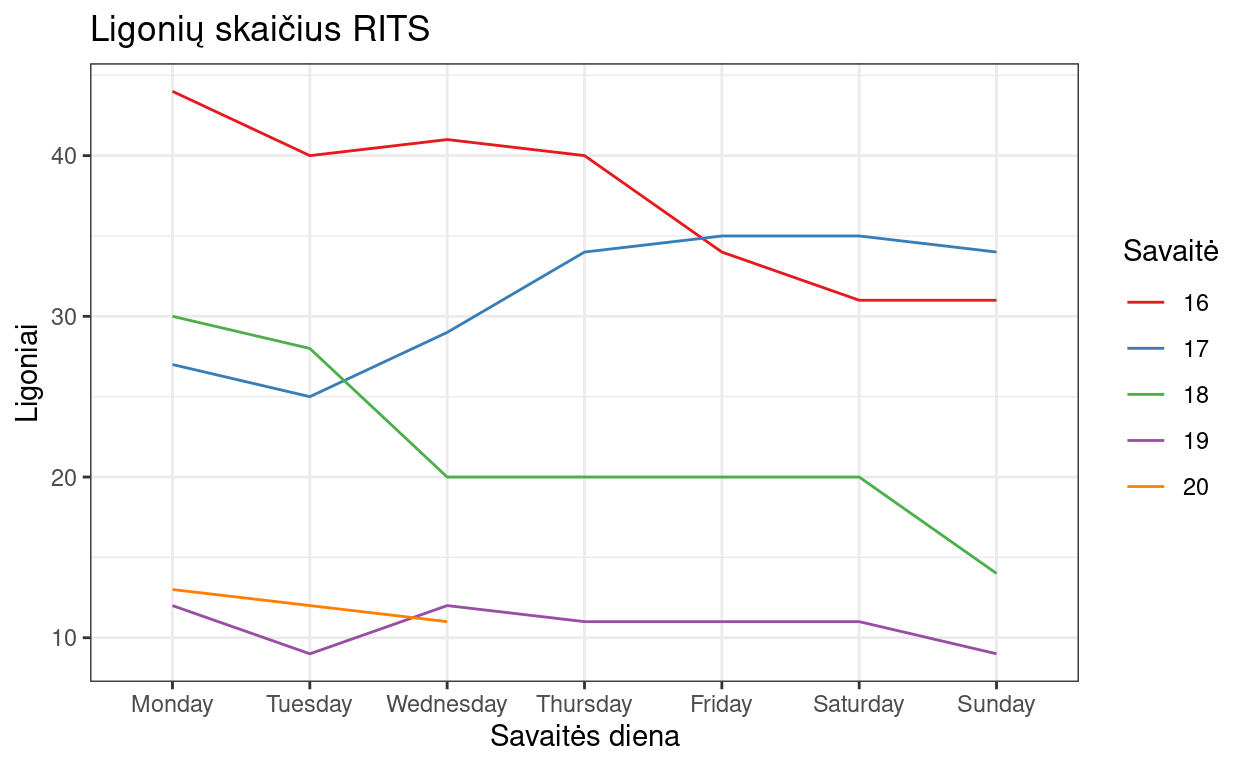 Ligonių skaičius RITS
40
30
20
10
Ligoniai
Monday Tuesday Wednesday Thursday Friday Saturday Sunday
Savaitės diena
Savaitė
16
17
18
19
20